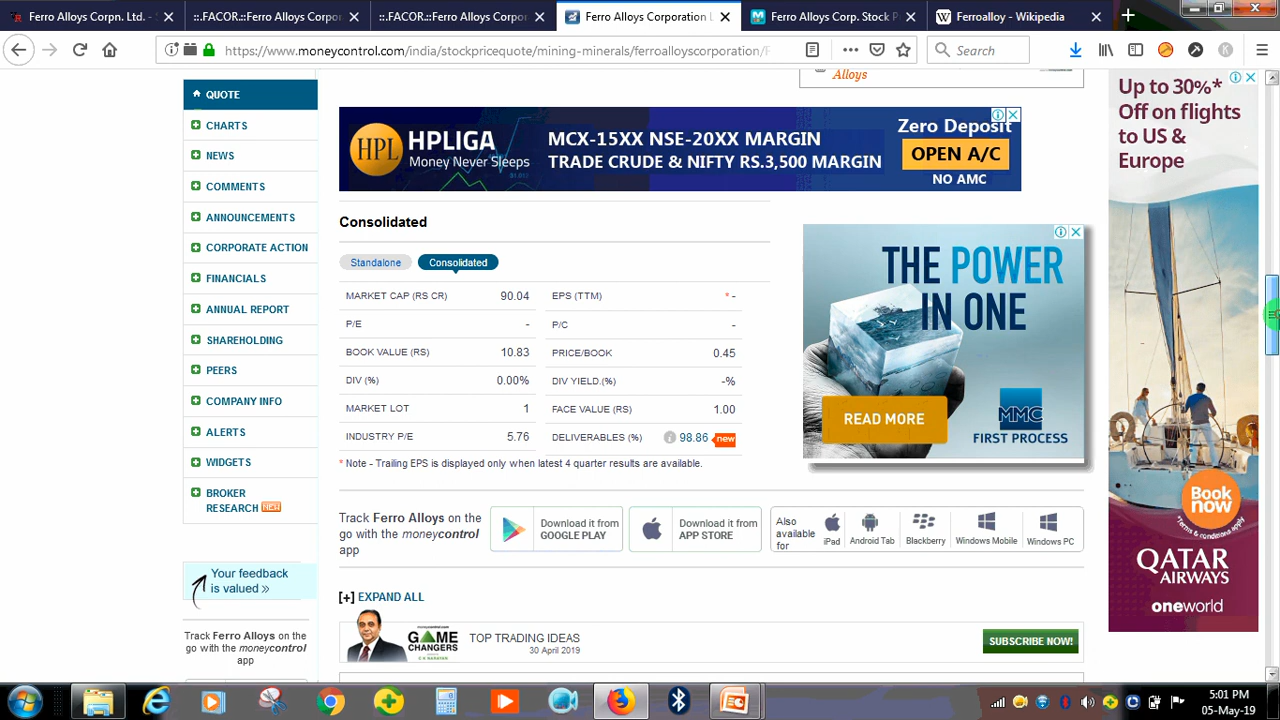 Ferro Alloys Corpn. Ltd. -
::.FACOR.::Ferro Alloys Corpor
::.FACOR.::Ferro Alloys Corpor
Ferro Alloys Corporation L
Ferro Alloys Corp. Stock P
Ferroalloy - Wikipedia
https://www.moneycontrol.com/india/stockpricequote/mining-minerals/ferroalloyscorporation/F
Search
Alloys
QUOTE
CHARTS
NEWS
COMMENTS
ANNOUNCEMENTS
CORPORATE ACTION
FINANCIALS
ANNUAL REPORT
SHAREHOLDING
PEERS
COMPANY INFO
ALERTS
WIDGETS
BROKER
RESEARCH NEW
Your feedback
is valued »
Track Ferro Alloys on the
go with the moneycontrol
app
HPL HPLIGA
Money Never Sleeps
MCX-15XX NSE-20XX MARGIN
TRADE CRUDE & NIFTY RS.3,500 MARGIN
Zero Deposit
OPEN A/C
NO AMC
Consolidated
Standalone Consolidated
MARKET CAP (RS CR) 90.04 EPS (TTM) * -
P/E - P/C -
BOOK VALUE (RS) 10.83 PRICE/BOOK 0.45
DIV (%) 0.00% DIV YIELD.(%) -%
MARKET LOT 1 FACE VALUE (RS) 1.00
INDUSTRY P/E 5.76 DELIVERABLES (%) 98.86 new
* Note - Trailing EPS is displayed only when latest 4 quarter results are available.
THE POWER
IN ONE
READ MORE
MMC
FIRST PROCESS
Track Ferro Alloys on the
go with the moneycontrol
app
Download it from
GOOGLE PLAY
Download it from
APP STORE
Also
available
for
iPad Android Tab Blackberry Windows Mobile Windows PC
[+] EXPAND ALL
GAME
CHANGERS
TOP TRADING IDEAS
30 April 2019
SUBSCRIBE NOW!
Up to 30%*
Off on flights
to US &
Europe
Book
now
Terms & conditions apply
QATAR
AIRWAYS
oneworld
5:01 PM
05-May-19